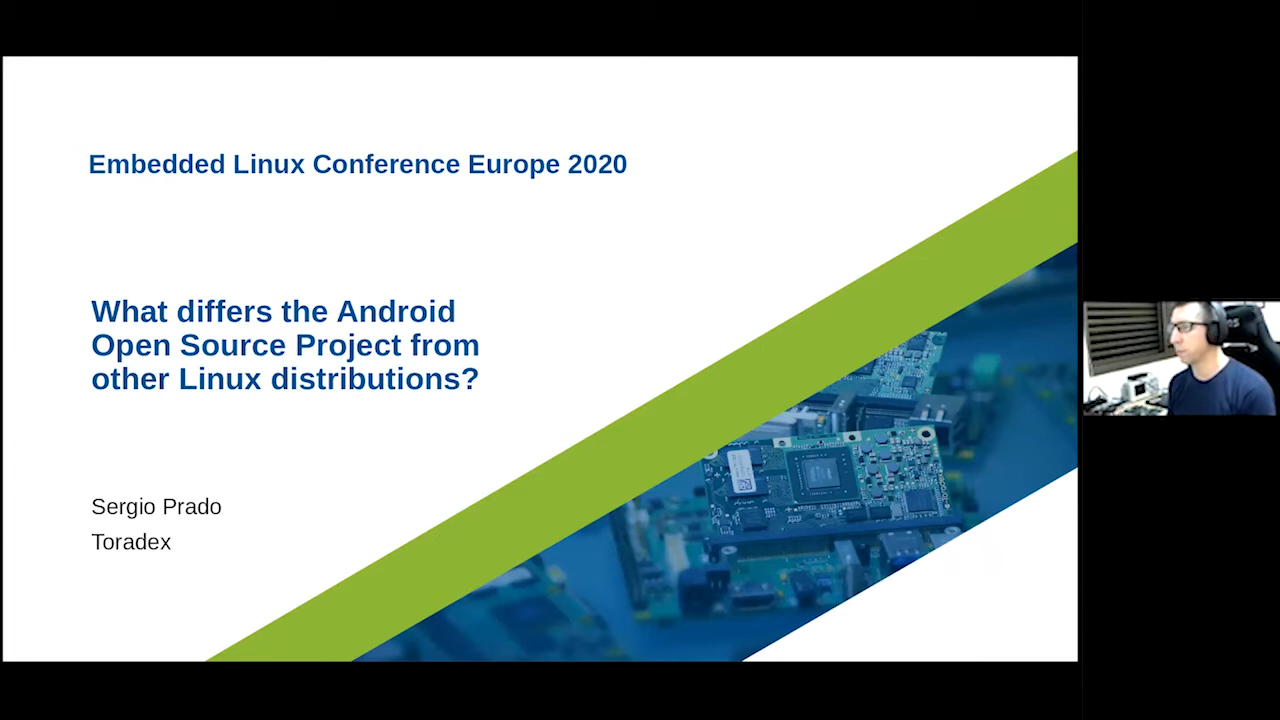 Embedded Linux Conference Europe 2020
What differs the Android
Open Source Project from
other Linux distributions?
Sergio Prado
Toradex